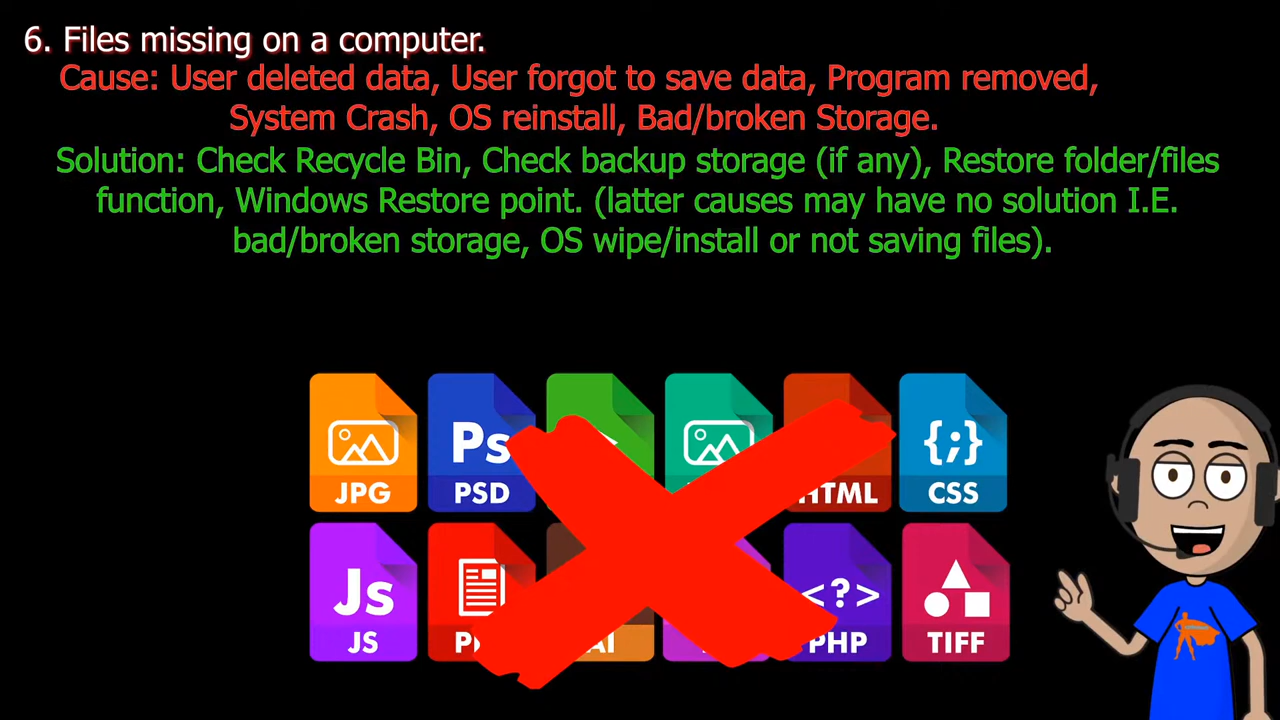 6. Files missing on a computer.
Cause: User deleted data, User forgot to save data, Program removed,
System Crash, OS reinstall, Bad/broken Storage.
Solution: Check Recycle Bin, Check backup storage (if any), Restore folder/files
function, Windows Restore point. (latter causes may have no solution I.E.
bad/broken storage, OS wipe/install or not saving files).
Ps {;}
JPG PSD HTML CSS
Js <?>
JS AI PHP TIFF